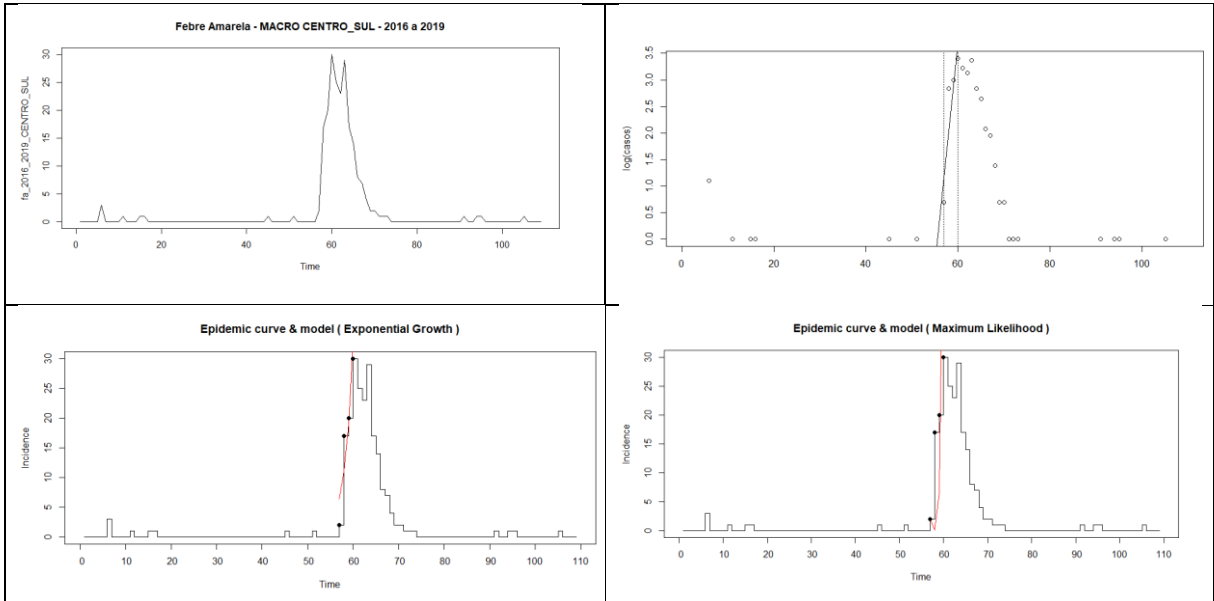 Febre Amarela - MACRO CENTRO_SUL - 2016 a 2019
fa_2016_2019_CENTRO_SUL
30
25
20
15
10
5
0
0 20 40 60 80 100
Time
log(casos)
3.5
3.0
2.5
2.0
1.5
1.0
0.5
0.0
0 20 40 60 80 100
Epidemic curve & model ( Exponential Growth )
Incidence
30
25
20
15
10
5
0
0 10 20 30 40 50 60 70 80 90 100 110
Time
Epidemic curve & model ( Maximum Likelihood )
Incidence
30
25
20
15
10
5
0
0 10 20 30 40 50 60 70 80 90 100 110
Time